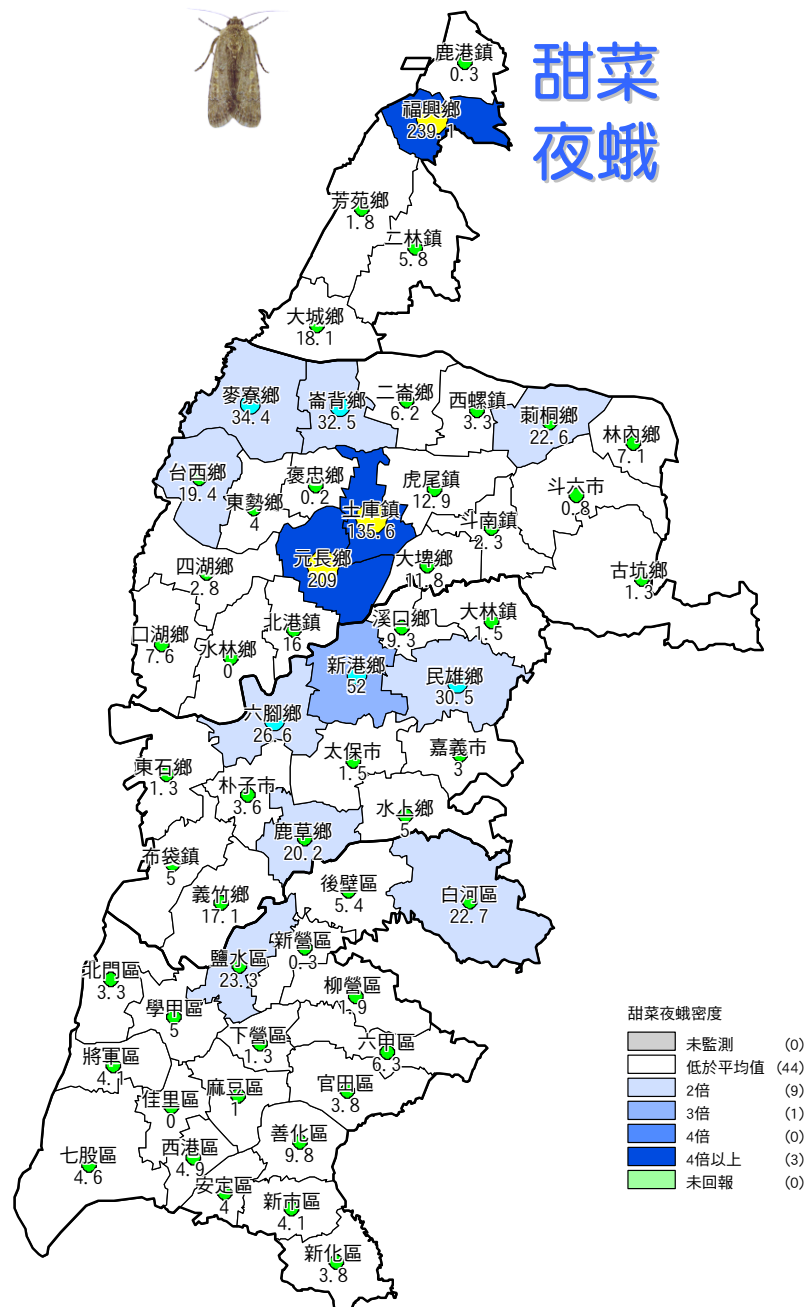 甜菜
夜蛾
鹿港鎮
0.3
福興鄉
239.1
芳苑鄉
1.8
二林鎮
5.8
大城鄉
18.1
麥寮鄉
34.4
崙背鄉
32.5
二崙鄉
6.2
西螺鎮
3.3
莿桐鄉
22.6
林內鄉
7.1
台西鄉
19.4
東勢鄉
4
褒忠鄉
0.2
土庫鎮
135.6
虎尾鎮
12.9
斗南鎮
2.3
斗六市
0.8
四湖鄉
2.8
元長鄉
209
大埤鄉
11.8
古坑鄉
1.3
口湖鄉
7.6
水林鄉
0
北港鎮
16
溪口鄉
9.3
大林鎮
1.5
新港鄉
52
民雄鄉
30.5
六腳鄉
26.6
東石鄉
1.3
朴子市
3.6
太保市
1.5
嘉義市
3
水上鄉
5
鹿草鄉
20.2
布袋鎮
5
義竹鄉
17.1
後壁區
5.4
白河區
22.7
鹽水區
23.3
新營區
0.3
北門區
3.3
學甲區
5
柳營區
1.9
下營區
1.3
六甲區
6.3
將軍區
4.1
佳里區
0
麻豆區
1
官田區
3.8
七股區
4.6
西港區
4.9
善化區
9.8
安定區
4
新市區
4.1
新化區
3.8
甜菜夜蛾密度
未監測 (0)
低於平均值 (44)
2倍 (9)
3倍 (1)
4倍 (0)
4倍以上 (3)
未回報 (0)